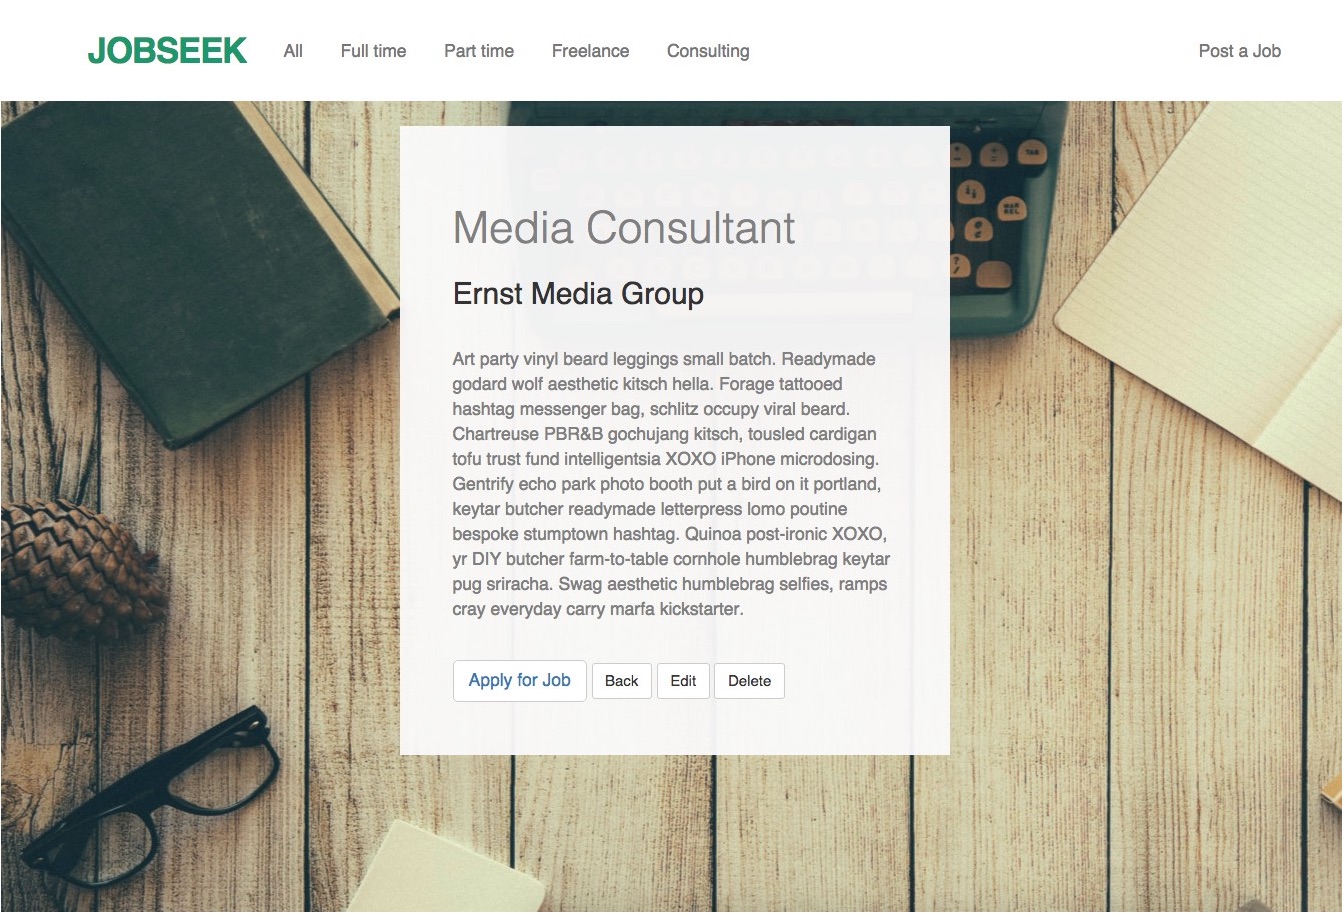 JOBSEEK All Full time Part time Freelance Consulting Post a Job
TAB
MAR
REL
Media Consultant
Ernst Media Group
Art party vinyl beard leggings small batch. Readymade
godard wolf aesthetic kitsch hella. Forage tattooed
hashtag messenger bag, schlitz occupy viral beard.
Chartreuse PBR&B gochujang kitsch, tousled cardigan
tofu trust fund intelligentsia XOXO iPhone microdosing.
Gentrify echo park photo booth put a bird on it portland,
keytar butcher readymade letterpress lomo poutine
bespoke stumptown hashtag. Quinoa post-ironic XOXO,
yr DIY butcher farm-to-table cornhole humblebrag keytar
pug sriracha. Swag aesthetic humblebrag selfies, ramps
cray everyday carry marfa kickstarter.
Apply for Job Back Edit Delete